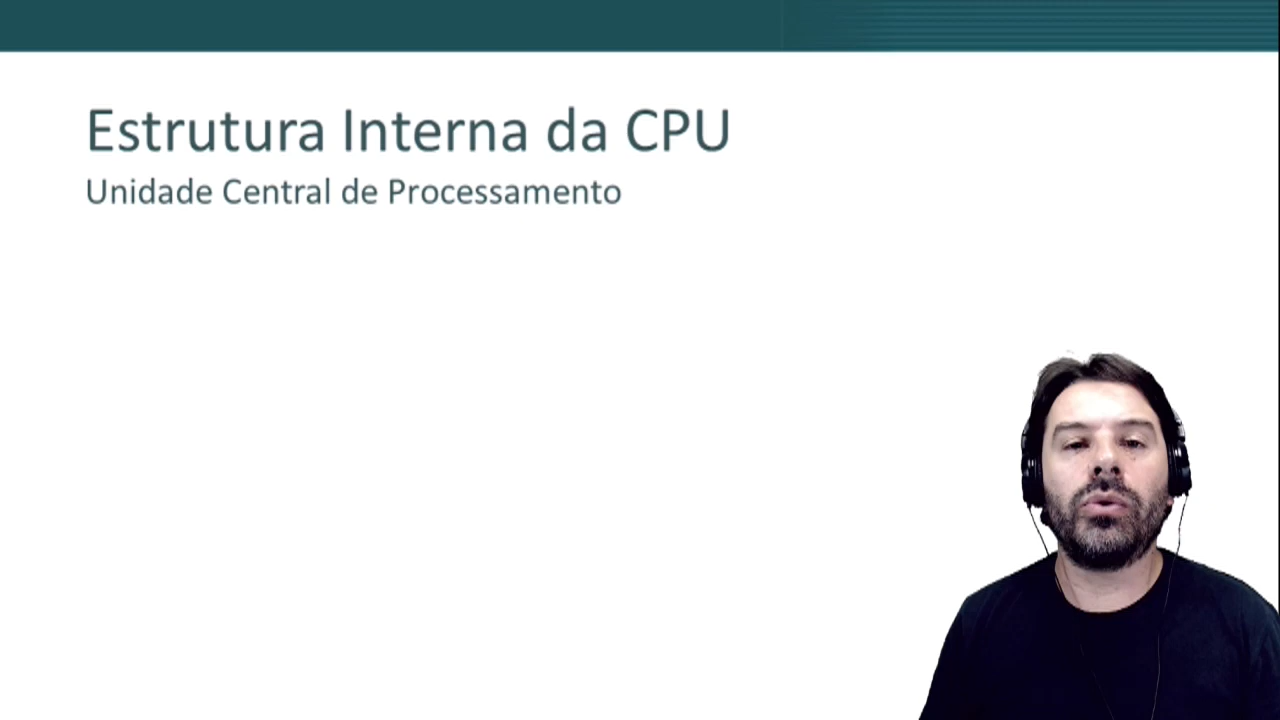 Estrutura Interna da CPU
Unidade Central de Processamento